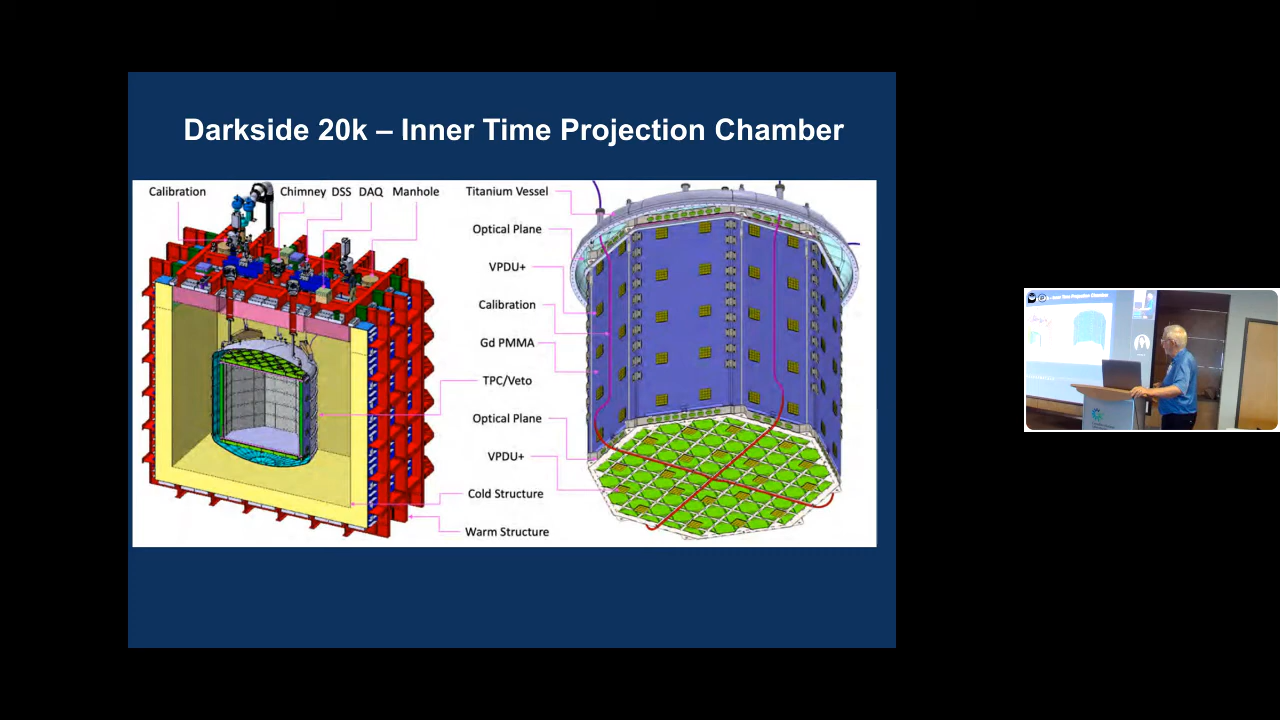 Darkside 20k – Inner Time Projection Chamber
Calibration
Chimney
DSS
DAQ
Manhole
Titanium Vessel
Optical Plane
VPDU+
Calibration
Gd PMMA
TPC/Veto
Optical Plane
VPDU+
Cold Structure
Warm Structure